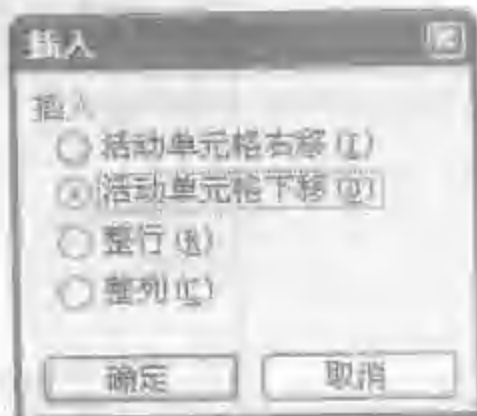 插入
插入
活动单元格右移(I)
活动单元格下移(D)
整行(R)
整列(C)
确定
取消